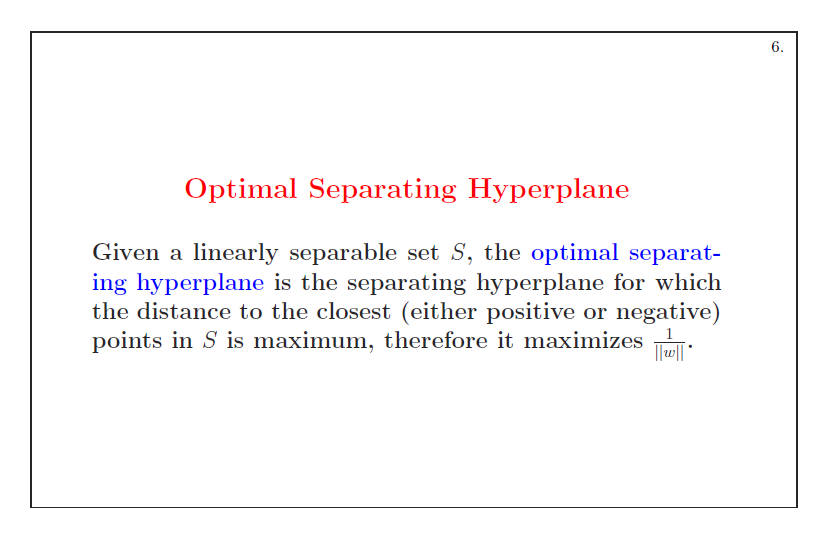 6.
Optimal Separating Hyperplane
Given a linearly separable set S, the optimal separat-
ing hyperplane is the separating hyperplane for which
the distance to the closest (either positive or negative)
points in S is maximum, therefore it maximizes 1/||w||.